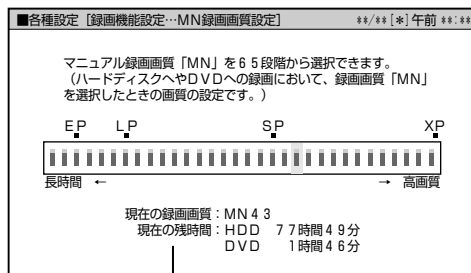 ■各種設定［録画機能設定…MN録画画質設定］ **/**[*]午前**:**
マニュアル録画画質「MN」を65段階から選択できます。
（ハードディスクへやDVDへの録画において、録画画質「MN」
を選択したときの画質の設定です。）
EP LP SP XP
長時間 ← → 高画質
現在の録画画質：MN43
現在の残時間：HDD 77時間49分
DVD 1時間46分